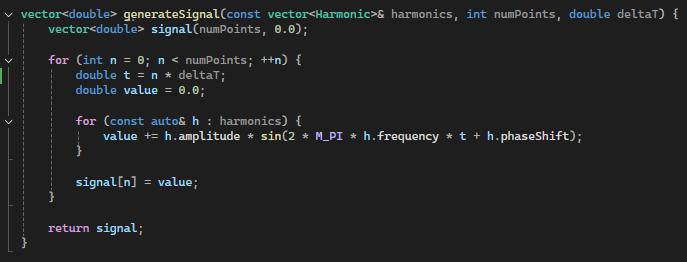 vector<double> generateSignal(const vector<Harmonic>& harmonics, int numPoints, double deltaT) {
    vector<double> signal(numPoints, 0.0);

    for (int n = 0; n < numPoints; ++n) {
        double t = n * deltaT;
        double value = 0.0;

        for (const auto& h : harmonics) {
            value += h.amplitude * sin(2 * M_PI * h.frequency * t + h.phaseShift);
        }

        signal[n] = value;
    }

    return signal;
}